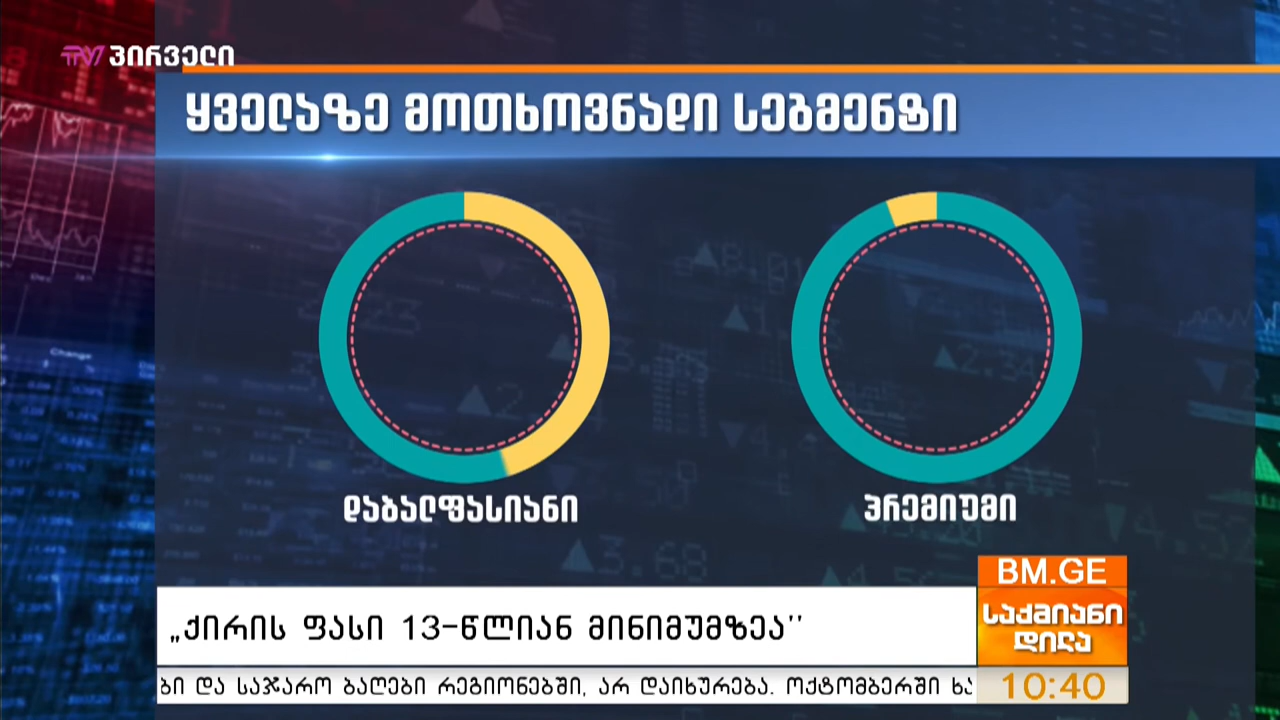 TV პირველი
ყველაზე მოთხოვნადი სეგმენტი
დაბალფასიანი
პრემიუმი
„ქირის ფასი 13-წლიან მინიმუმზეა''
BM.GE
საქმიანი
დილა
ბი და საჯარო ბაღები რეგიონებში, არ დაიხურება. ოქტომბერში ხა
10:40